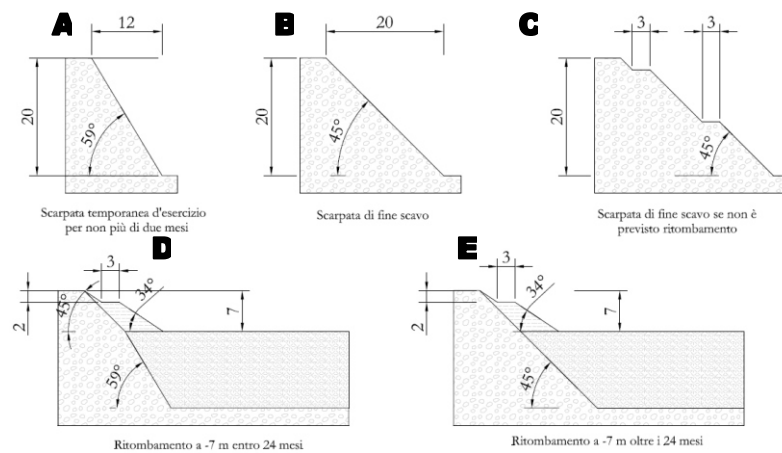 A
12
20
59°
Scarpata temporanea d'esercizio
per non più di due mesi
B
20
20
45°
Scarpata di fine scavo
C
3
3
20
45°
Scarpata di fine scavo se non è
previsto ritombamento
D
3
45°
34°
2
7
59°
Ritombamento a -7 m entro 24 mesi
E
3
34°
2
7
45°
Ritombamento a -7 m oltre i 24 mesi